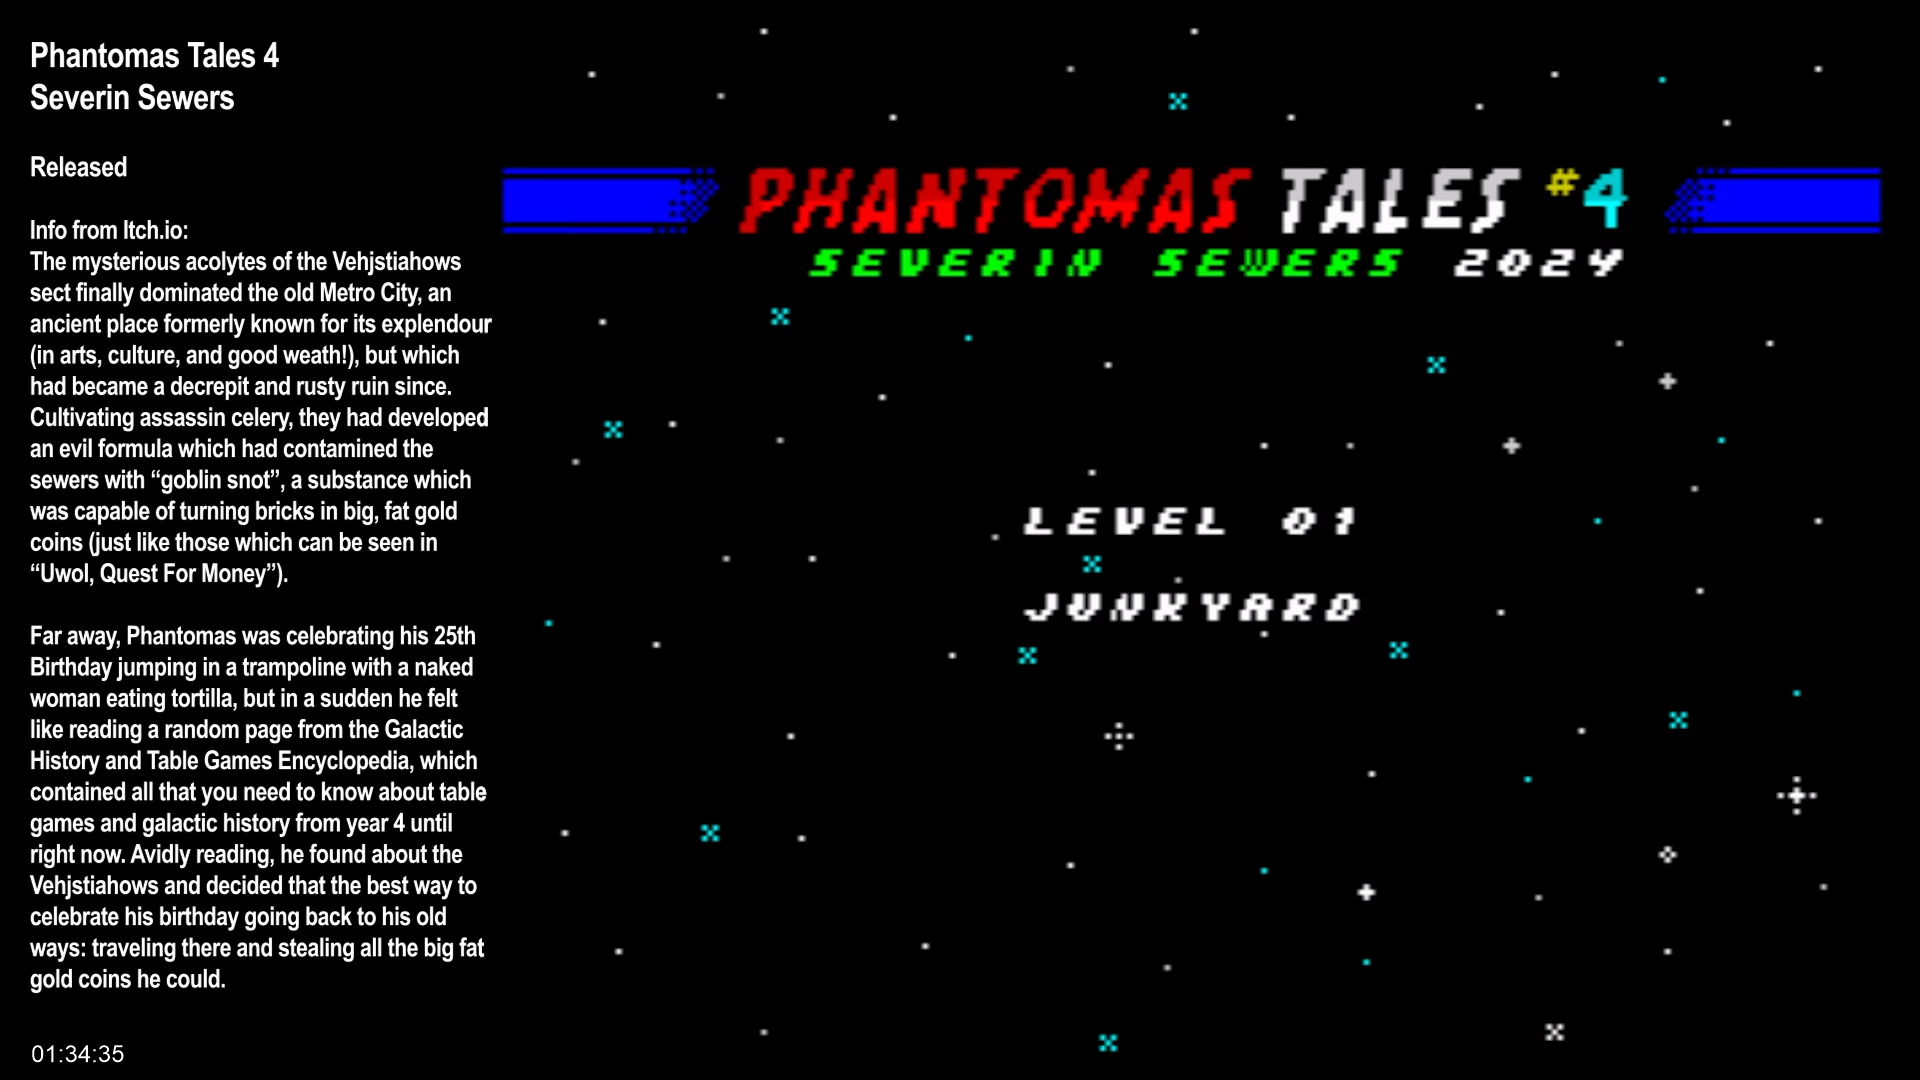 Phantomas Tales 4
Severin Sewers
Released
Info from Itch.io:
The mysterious acolytes of the Vehjstiahows
sect finally dominated the old Metro City, an
ancient place formerly known for its explendour
(in arts, culture, and good weath!), but which
had became a decrepit and rusty ruin since.
Cultivating assassin celery, they had developed
an evil formula which had contamined the
sewers with “goblin snot”, a substance which
was capable of turning bricks in big, fat gold
coins (just like those which can be seen in
“Uwol, Quest For Money”).
Far away, Phantomas was celebrating his 25th
Birthday jumping in a trampoline with a naked
woman eating tortilla, but in a sudden he felt
like reading a random page from the Galactic
History and Table Games Encyclopedia, which
contained all that you need to know about table
games and galactic history from year 4 until
right now. Avidly reading, he found about the
Vehjstiahows and decided that the best way to
celebrate his birthday going back to his old
ways: traveling there and stealing all the big fat
gold coins he could.
01:34:35
PHANTOMAS TALES #4
SEVERIN SEWERS 2024
LEVEL 01
JUNKYARD